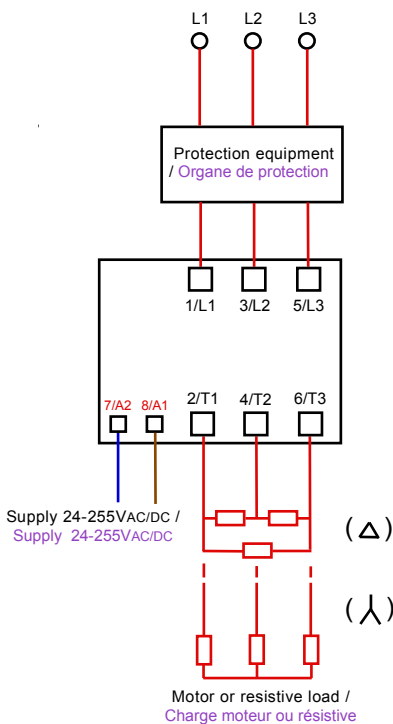 L1 L2 L3
Protection equipment
/ Organe de protection
1/L1 3/L2 5/L3
7/A2 8/A1 2/T1 4/T2 6/T3
Supply 24-255VAC/DC /
Supply 24-255VAC/DC
(Δ)
(⅄)
Motor or resistive load /
Charge moteur ou résistive